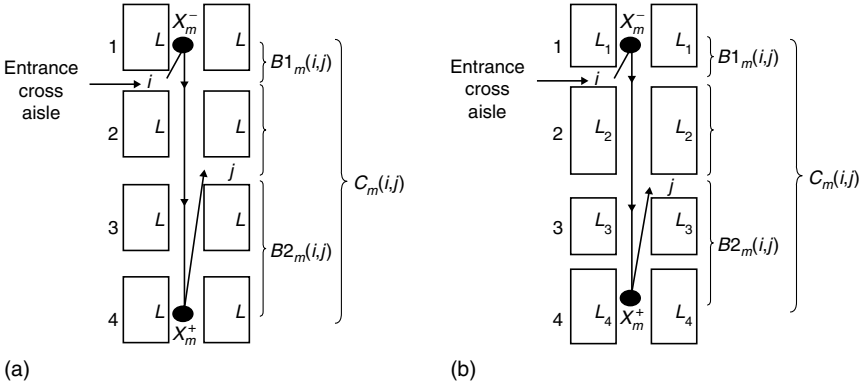 X_m^- X_m^-
1 L L B1_m(i,j) 1 L_1 L_1 B1_m(i,j)
Entrance cross aisle i Entrance cross aisle i
2 L L 2 L_2 L_2
j C_m(i,j) j C_m(i,j)
3 L L B2_m(i,j) 3 L_3 L_3 B2_m(i,j)
4 L L 4 L_4 L_4
X_m^+ X_m^+
(a) (b)